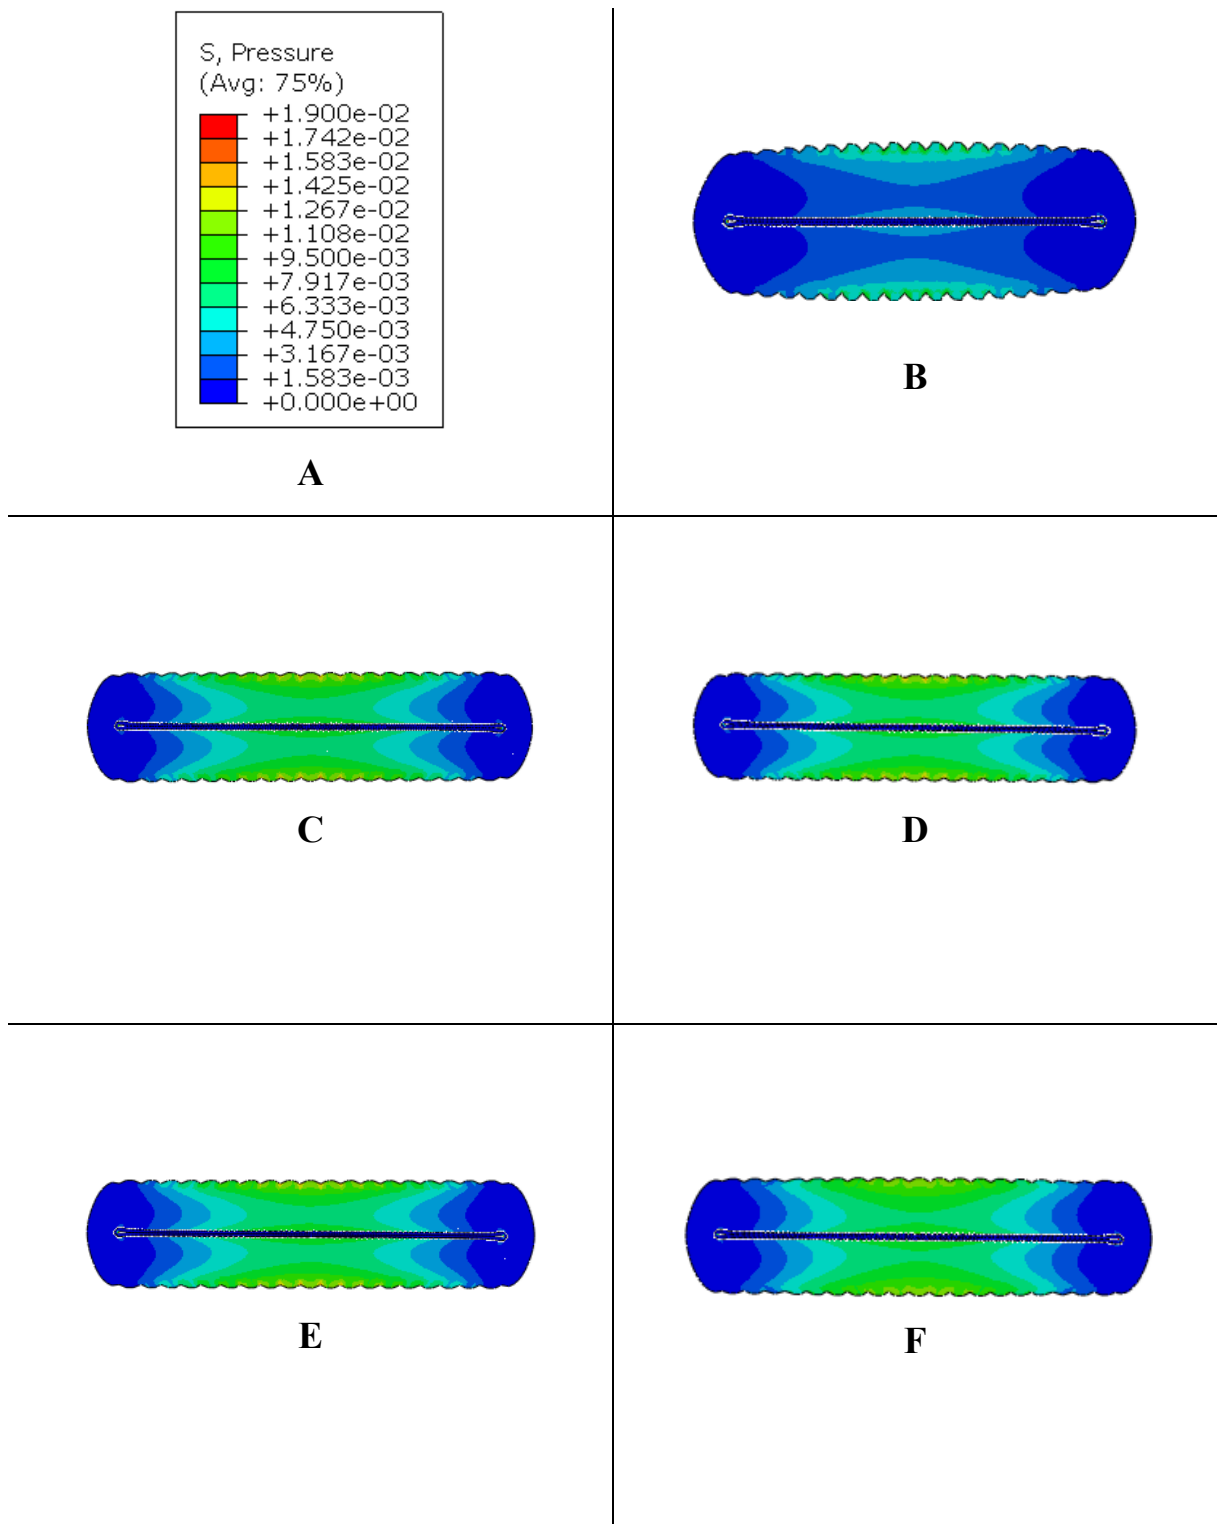 S, Pressure
(Avg: 75%)
+1.900e-02
+1.742e-02
+1.583e-02
+1.425e-02
+1.267e-02
+1.108e-02
+9.500e-03
+7.917e-03
+6.333e-03
+4.750e-03
+3.167e-03
+1.583e-03
+0.000e+00
A
B
C
D
E
F